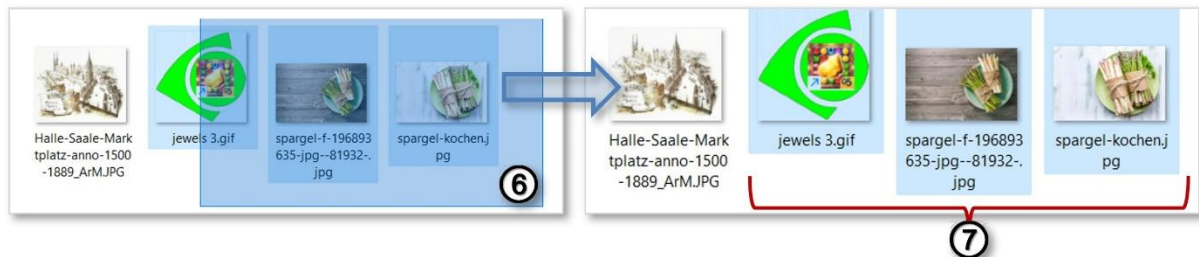 Halle-Saale-Mark
tplatz-anno-1500
-1889_ArM.JPG
jewels 3.gif
spargel-f-196893
635-jpg--81932-.
jpg
spargel-kochen.j
pg
6
Halle-Saale-Mark
tplatz-anno-1500
-1889_ArM.JPG
jewels 3.gif
spargel-f-196893
635-jpg--81932-.
jpg
spargel-kochen.j
pg
7